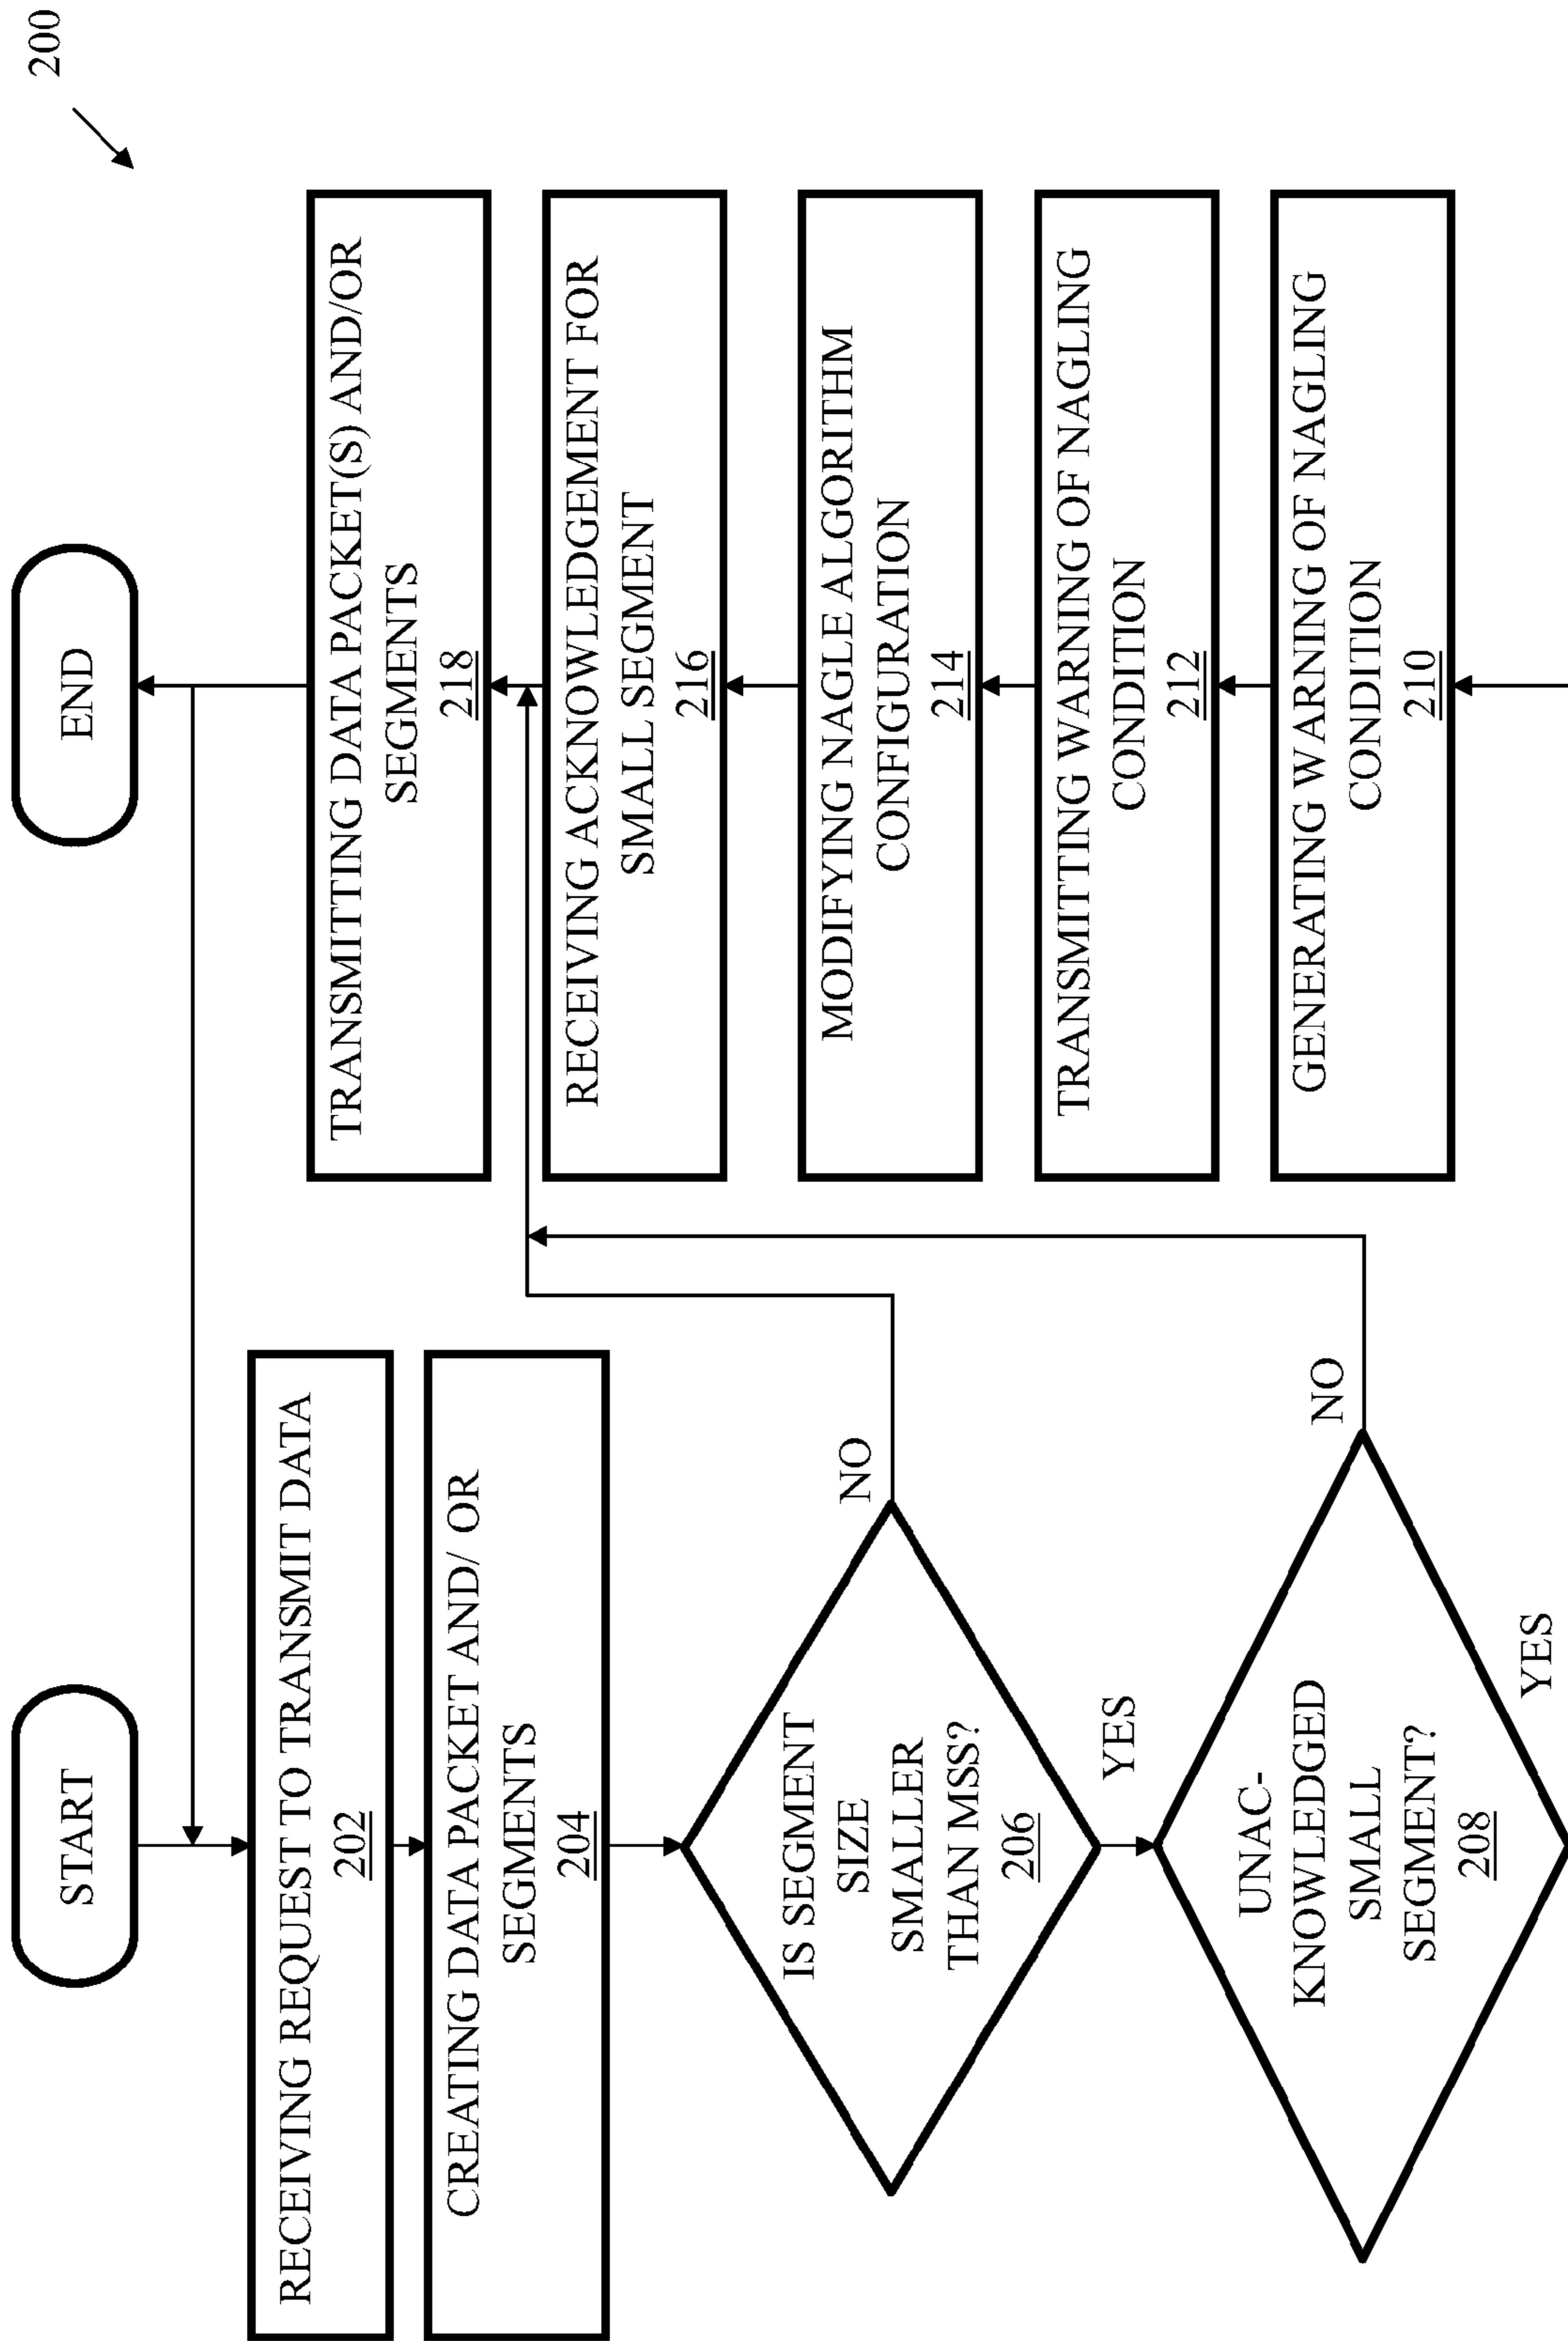 200
START
RECEIVING REQUEST TO TRANSMIT DATA
202
CREATING DATA PACKET AND/ OR
SEGMENTS
204
IS SEGMENT
SIZE
SMALLER
THAN MSS?
206
NO
YES
UNAC-
KNOWLEDGED
SMALL
SEGMENT?
208
NO
YES
END
TRANSMITTING DATA PACKET(S) AND/OR
SEGMENTS
218
RECEIVING ACKNOWLEDGEMENT FOR
SMALL SEGMENT
216
MODIFYING NAGLE ALGORITHM
CONFIGURATION
214
TRANSMITTING WARNING OF NAGLING
CONDITION
212
GENERATING WARNING OF NAGLING
CONDITION
210